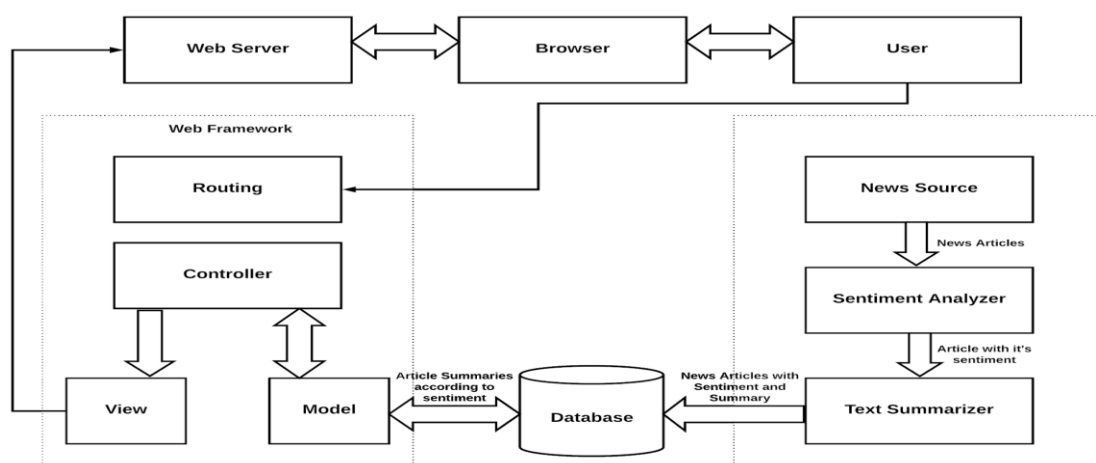 Web Server
Browser
User
Web Framework
Routing
News Source
News Articles
Controller
Sentiment Analyzer
Article with it's
sentiment
View
Model
Article Summaries
according to
sentiment
Database
News Articles with
Sentiment and
Summary
Text Summarizer